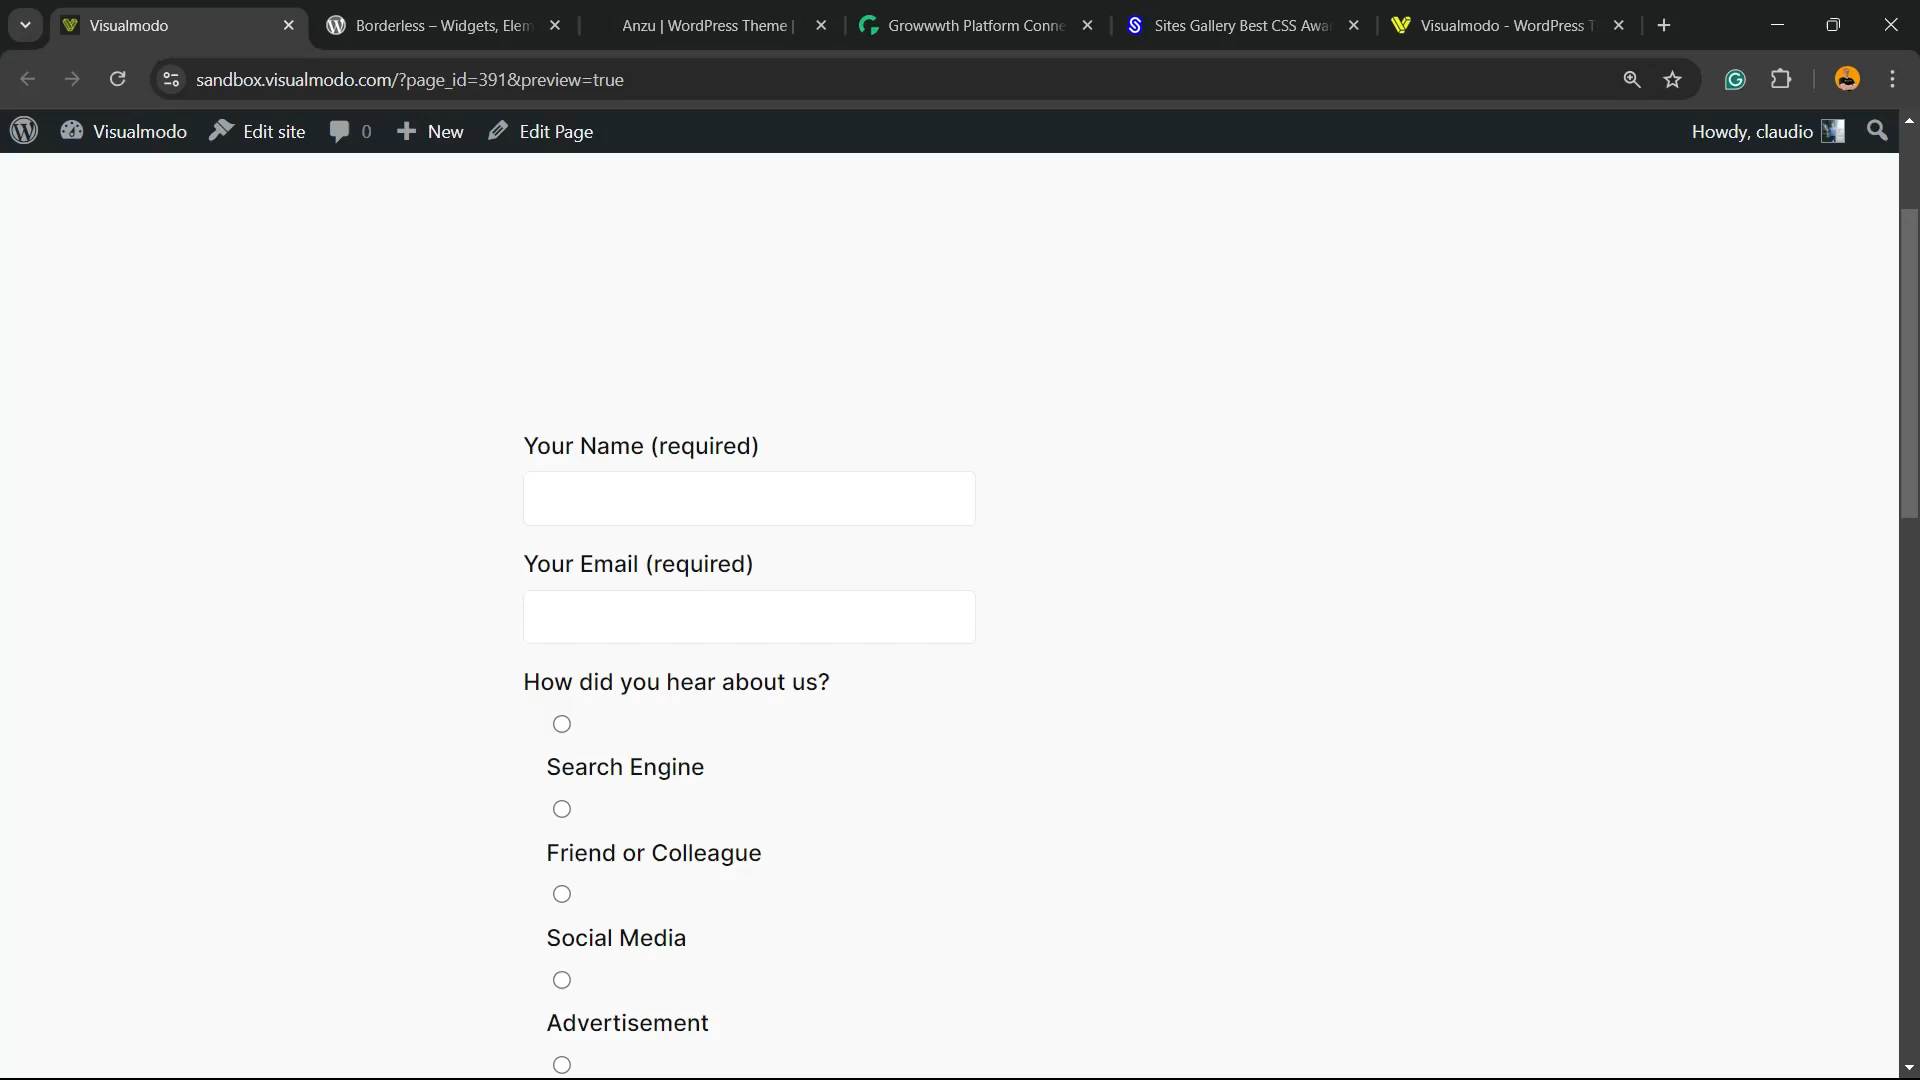 Visualmodo
Borderless – Widgets, Elem
Anzu | WordPress Theme |
Growwwth Platform Conne
Sites Gallery Best CSS Awa
Visualmodo - WordPress T
sandbox.visualmodo.com/?page_id=391&preview=true
Visualmodo
Edit site
0
New
Edit Page
Howdy, claudio
Your Name (required)
Your Email (required)
How did you hear about us?
Search Engine
Friend or Colleague
Social Media
Advertisement